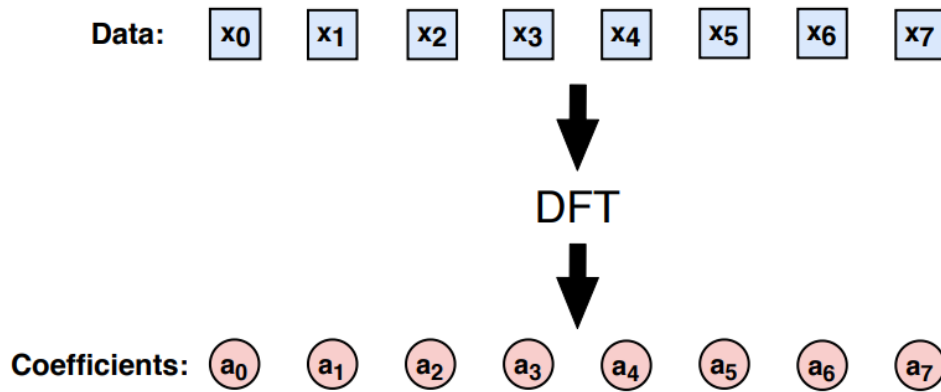 Data: x0 x1 x2 x3 x4 x5 x6 x7
DFT
Coefficients: a0 a1 a2 a3 a4 a5 a6 a7